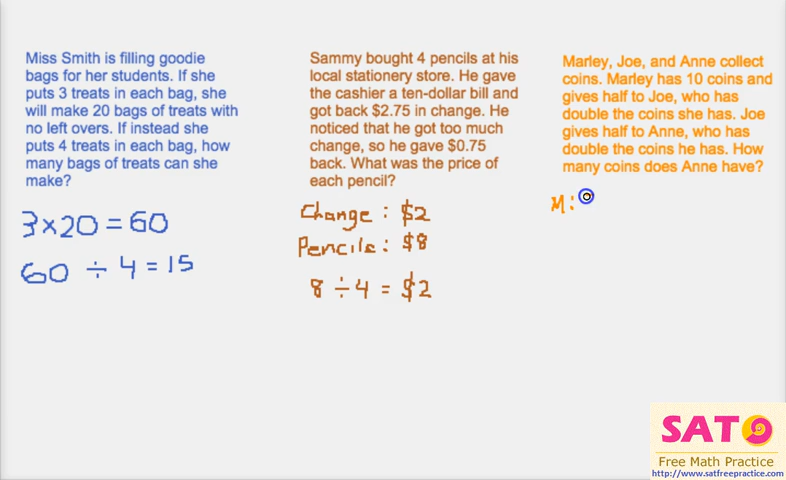 Miss Smith is filling goodie
bags for her students. If she
puts 3 treats in each bag, she
will make 20 bags of treats with
no left overs. If instead she
puts 4 treats in each bag, how
many bags of treats can she
make?
3×20=60
60 ÷ 4 = 15
Sammy bought 4 pencils at his
local stationery store. He gave
the cashier a ten-dollar bill and
got back $2.75 in change. He
noticed that he got too much
change, so he gave $0.75
back. What was the price of
each pencil?
Change: $2
Pencils: $8
8 ÷ 4 = $2
Marley, Joe, and Anne collect
coins. Marley has 10 coins and
gives half to Joe, who has
double the coins she has. Joe
gives half to Anne, who has
double the coins he has. How
many coins does Anne have?
M:
SATO
Free Math Practice
http://www.satfreepractice.com